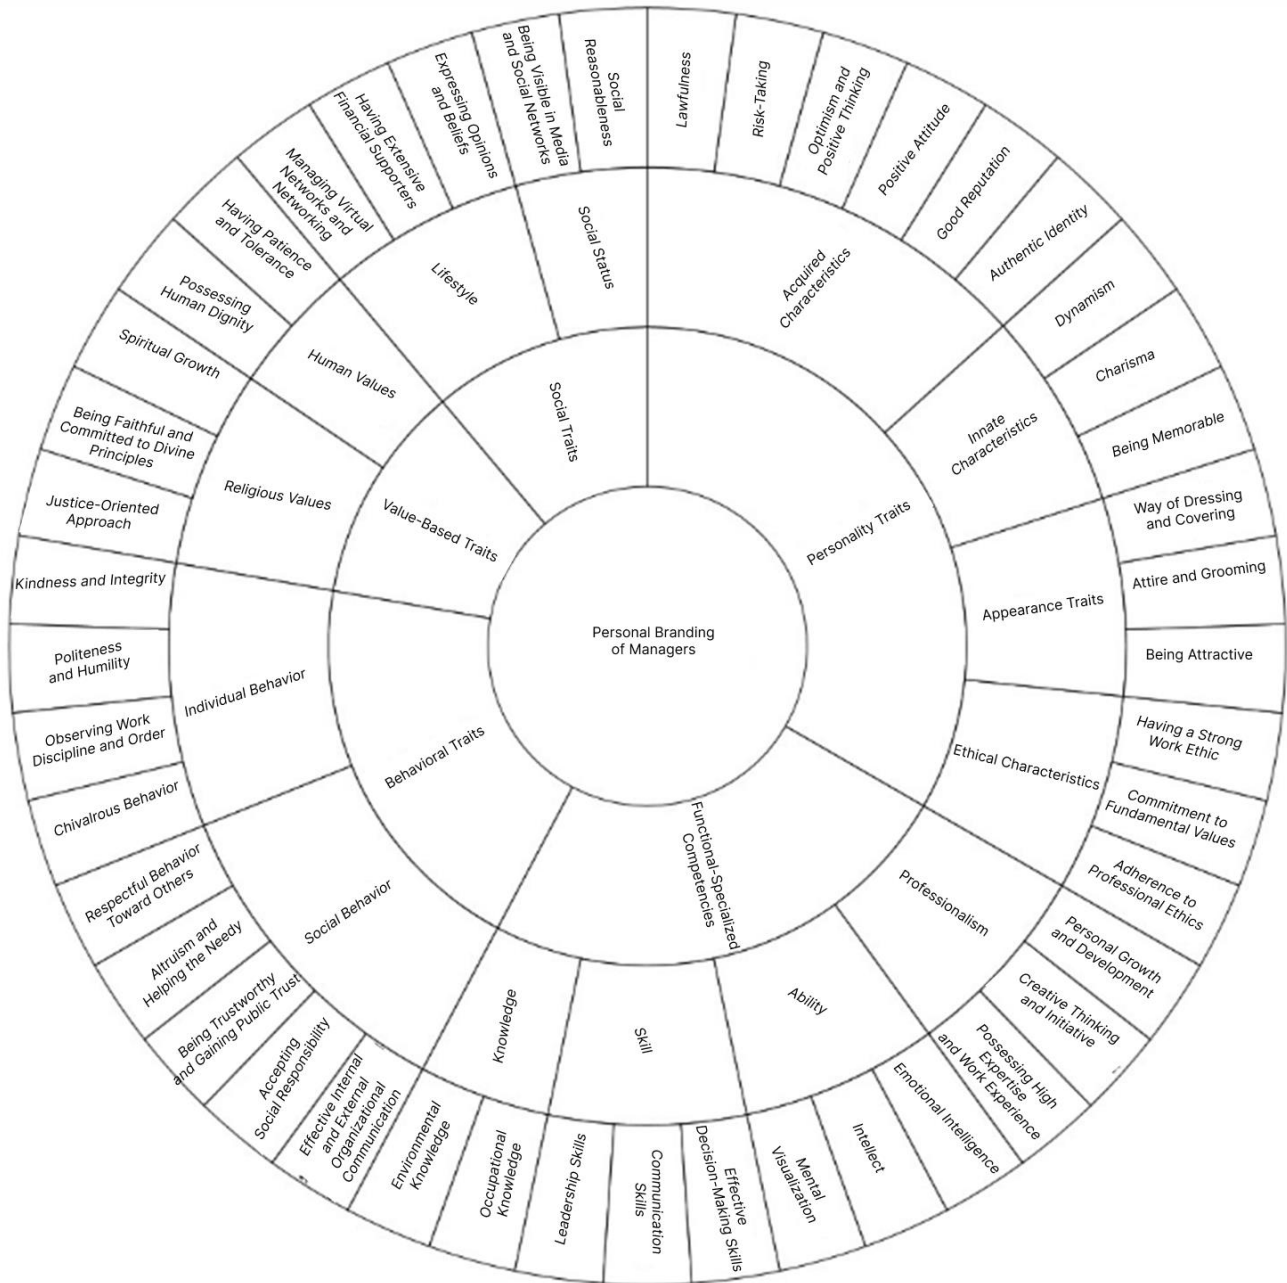 Personal Branding
of Managers
Personality Traits
Functional-Specialized
Competencies
Behavioral Traits
Value-Based Traits
Social Traits
Acquired
Characteristics
Innate
Characteristics
Appearance Traits
Ethical Characteristics
Professionalism
Ability
Skill
Knowledge
Social Behavior
Individual Behavior
Religious Values
Human Values
Lifestyle
Social Status
Lawfulness
Risk-Taking
Optimism and
Positive Thinking
Positive Attitude
Good Reputation
Authentic Identity
Dynamism
Charisma
Being Memorable
Way of Dressing
and Covering
Attire and Grooming
Being Attractive
Having a Strong
Work Ethic
Commitment to
Fundamental Values
Adherence to
Professional Ethics
Personal Growth
and Development
Creative Thinking
and Initiative
Possessing High
Expertise
and Work Experience
Emotional Intelligence
Intellect
Mental
Visualization
Effective
Decision-Making Skills
Communication
Skills
Leadership Skills
Occupational
Knowledge
Environmental
Knowledge
Effective Internal
and External
Organizational
Communication
Accepting
Social Responsibility
Being Trustworthy
and Gaining Public Trust
Altruism and
Helping the Needy
Respectful Behavior
Toward Others
Chivalrous Behavior
Observing Work
Discipline and Order
Politeness
and Humility
Kindness and Integrity
Justice-Oriented
Approach
Being Faithful and
Committed to Divine
Principles
Spiritual Growth
Possessing
Human Dignity
Having Patience
and Tolerance
Managing Virtual
Networks and
Networking
Having Extensive
Financial Supporters
Expressing Opinions
and Beliefs
Being Visible in Media
and Social Networks
Social
Reasonableness